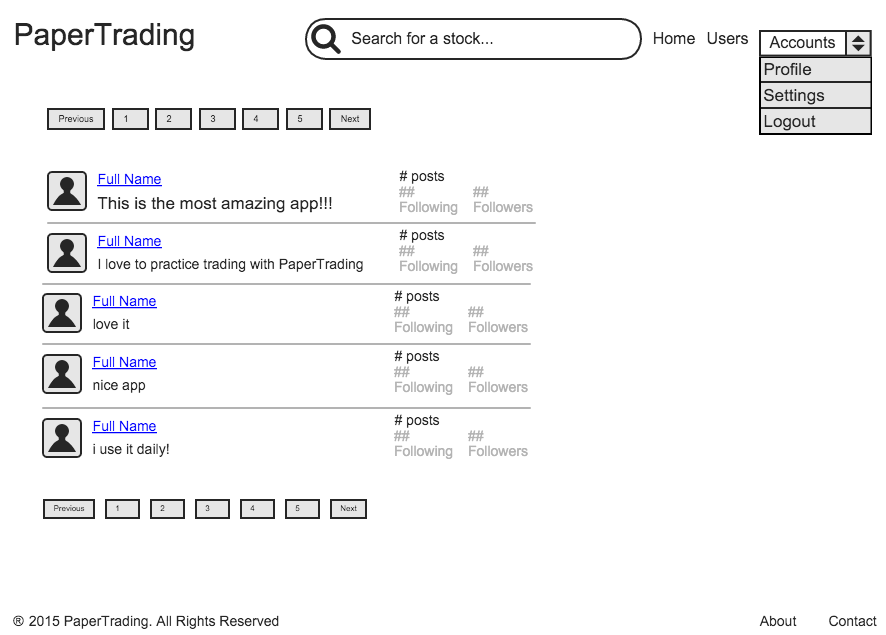 PaperTrading
Search for a stock...
Home Users Accounts
Profile
Settings
Logout
Previous 1 2 3 4 5 Next
Full Name
This is the most amazing app!!!
# posts
## ##
Following Followers
Full Name
I love to practice trading with PaperTrading
# posts
## ##
Following Followers
Full Name
love it
# posts
## ##
Following Followers
Full Name
nice app
# posts
## ##
Following Followers
Full Name
i use it daily!
# posts
## ##
Following Followers
Previous 1 2 3 4 5 Next
® 2015 PaperTrading. All Rights Reserved
About Contact